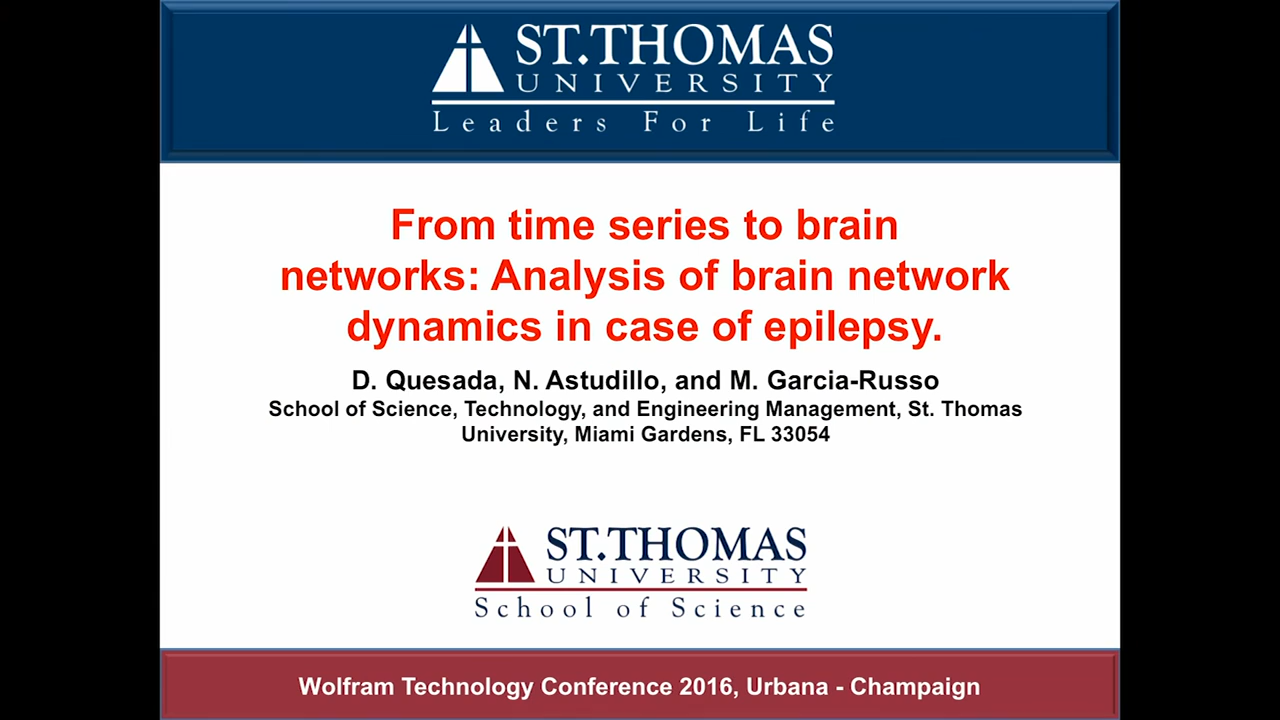 ST.THOMAS
UNIVERSITY
Leaders For Life
From time series to brain
networks: Analysis of brain network
dynamics in case of epilepsy.
D. Quesada, N. Astudillo, and M. Garcia-Russo
School of Science, Technology, and Engineering Management, St. Thomas
University, Miami Gardens, FL 33054
ST.THOMAS
UNIVERSITY
School of Science
Wolfram Technology Conference 2016, Urbana - Champaign